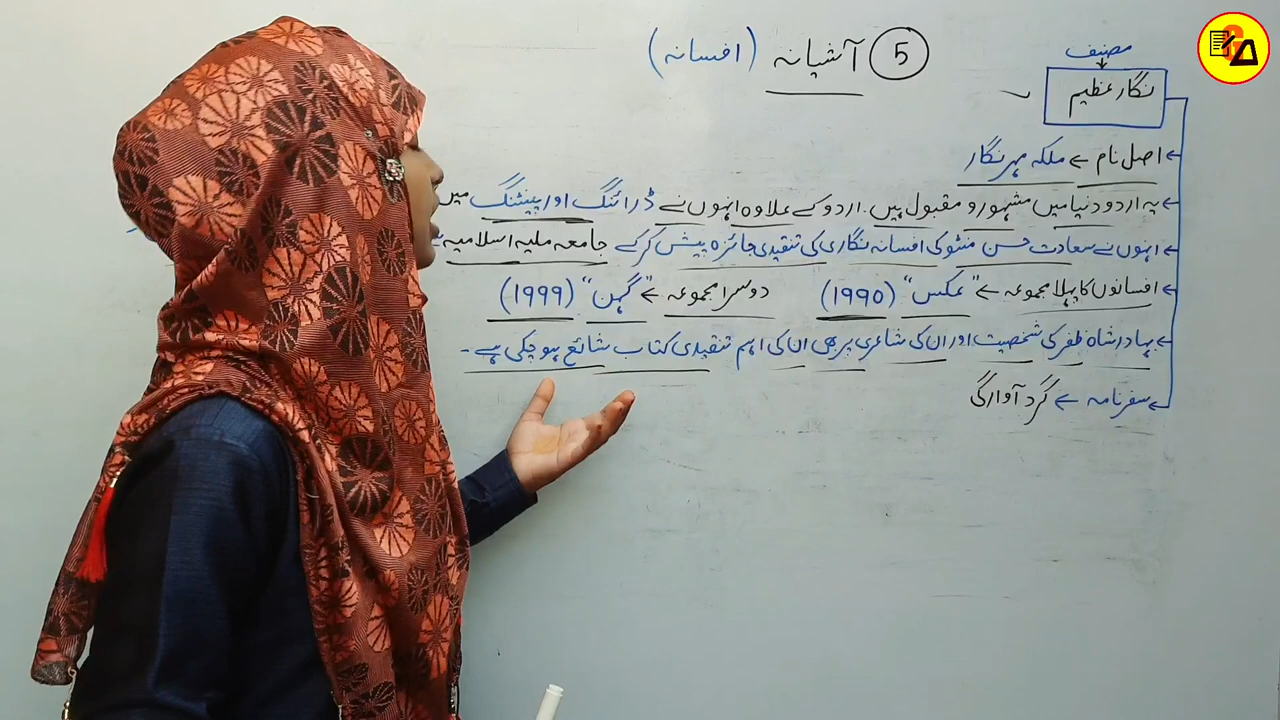 5 آشیانہ (افسانہ)
مصنف
نگار عظیم
اصل نام ← ملکہ مہر نگار
یہ اردو دنیا میں مشہور و مقبول ہیں. اردو کے علاوہ انہوں نے ڈرائنگ اور پینٹنگ میں
انہوں نے سعادت حسن منٹو کی افسانہ نگاری کی تنقیدی جائزہ پیش کرکے جامعہ ملیہ اسلامیہ
افسانوں کا پہلا مجموعہ ← "عکس" (1990) دوسرا مجموعہ ← "گہن" (1999)
بہادر شاہ ظفر کی شخصیت اور ان کی شاعری پر بھی ان کی اہم تنقیدی کتاب شائع ہو چکی ہے۔
سفر نامہ ← گرد آوارگی